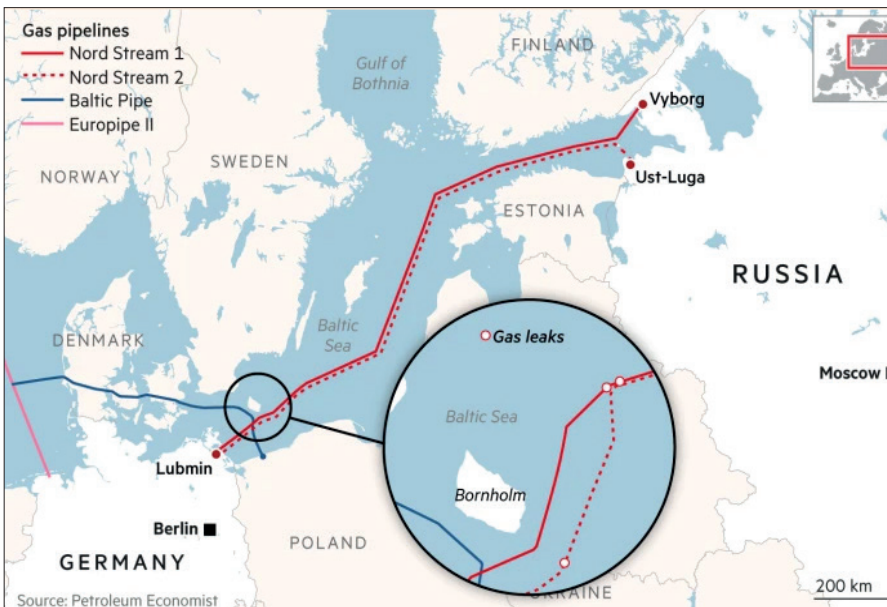 Gas pipelines
Nord Stream 1
Nord Stream 2
Baltic Pipe
Europipe II
Gulf of
Bothnia
FINLAND
Vyborg
SWEDEN
NORWAY
Ust-Luga
ESTONIA
RUSSIA
Baltic
Sea
DENMARK
Gas leaks
Moscow
Baltic Sea
Lubmin
Bornholm
Berlin
POLAND
GERMANY
UKRAINE
200 km
Source: Petroleum Economist